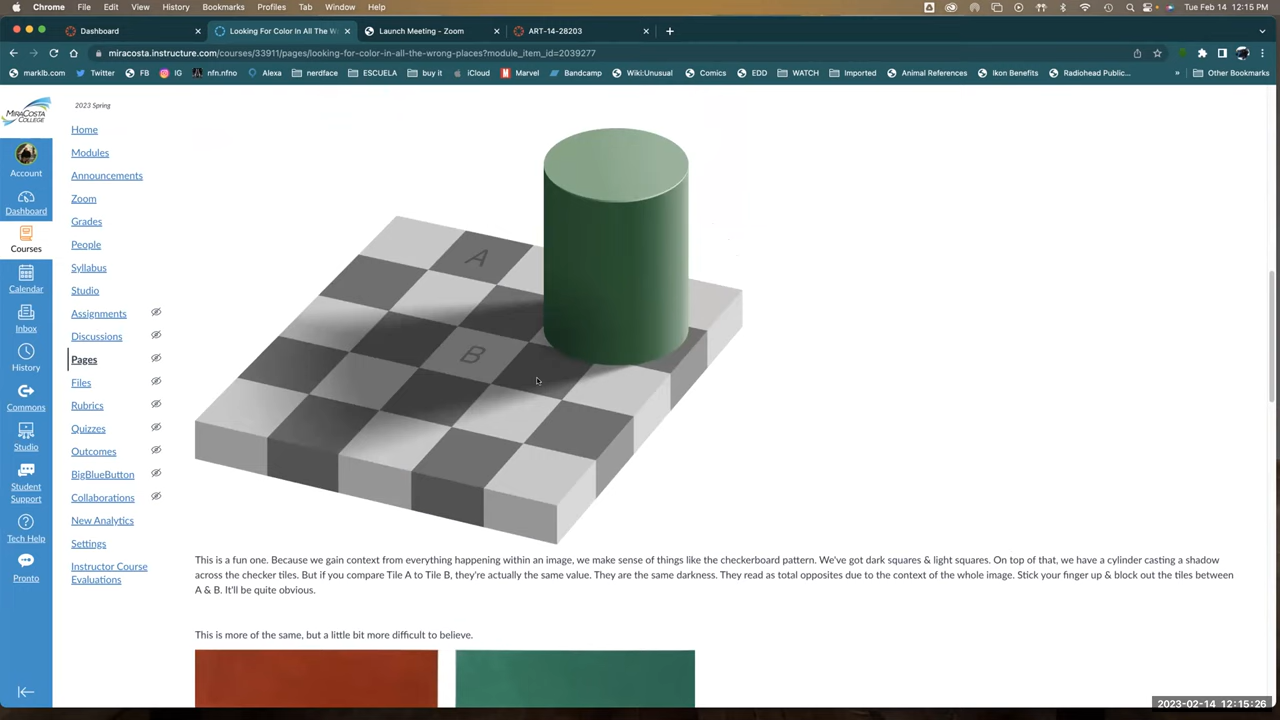 Chrome File Edit View History Bookmarks Profiles Tab Window Help Tue Feb 14 12:15 PM
Dashboard Looking For Color In All The W Launch Meeting - Zoom ART-14-28203
miracosta.instructure.com/courses/33911/pages/looking-for-color-in-all-the-wrong-places?module_item_id=2039277
marklb.com Twitter FB IG nfn.nfno Alexa nerdface ESCUELA buy it iCloud Marvel Bandcamp Wiki:Unusual Comics EDD WATCH Imported Animal References Ikon Benefits Radiohead Public... » Other Bookmarks
MIRACOSTA
COLLEGE
Account
Dashboard
Courses
Calendar
Inbox
History
Commons
Studio
Student
Support
Tech Help
Pronto
2023 Spring
Home
Modules
Announcements
Zoom
Grades
People
Syllabus
Studio
Assignments
Discussions
Pages
Files
Rubrics
Quizzes
Outcomes
BigBlueButton
Collaborations
New Analytics
Settings
Instructor Course
Evaluations
A
B
This is a fun one. Because we gain context from everything happening within an image, we make sense of things like the checkerboard pattern. We've got dark squares & light squares. On top of that, we have a cylinder casting a shadow
across the checker tiles. But if you compare Tile A to Tile B, they're actually the same value. They are the same darkness. They read as total opposites due to the context of the whole image. Stick your finger up & block out the tiles between
A & B. It'll be quite obvious.
This is more of the same, but a little bit more difficult to believe.
2023-02-14 12:15:26